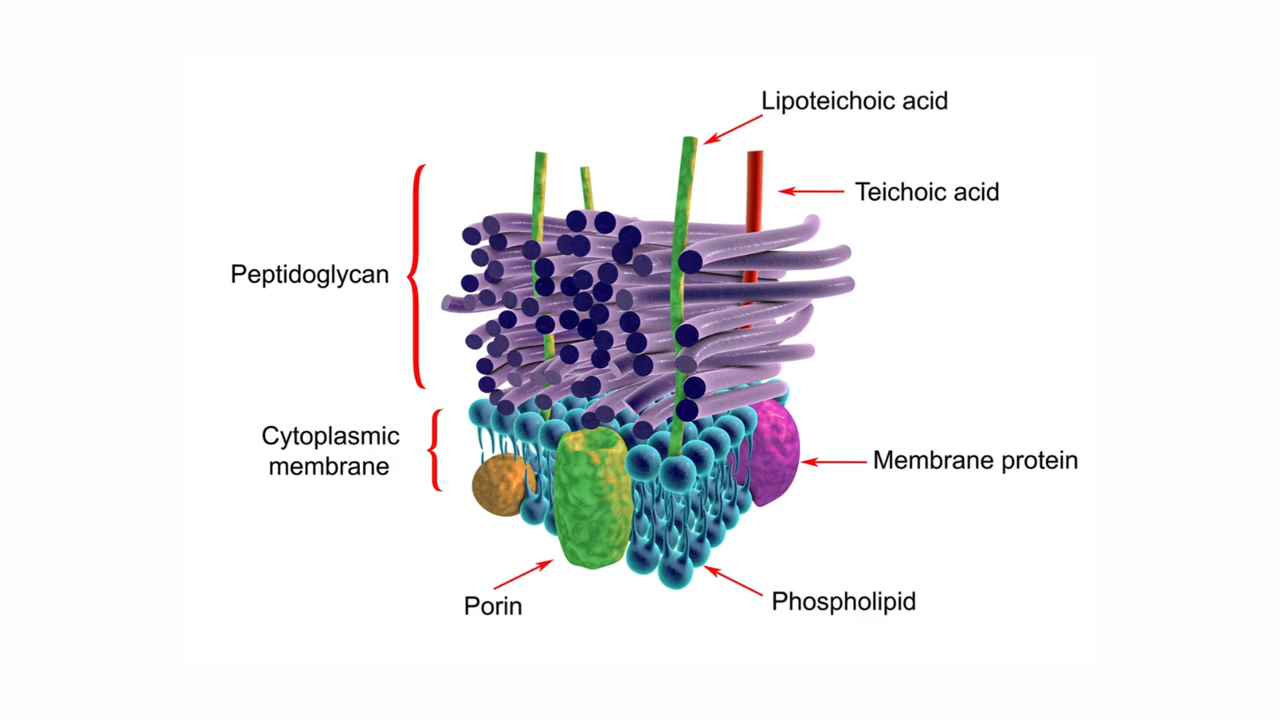 Lipoteichoic acid
Teichoic acid
Peptidoglycan
Cytoplasmic
membrane
Membrane protein
Porin
Phospholipid